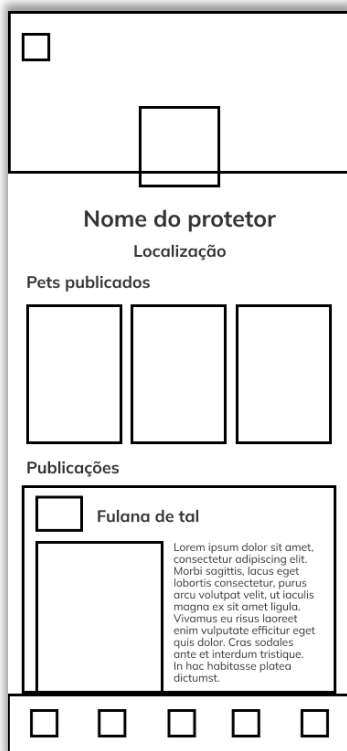 Nome do protetor
Localização
Pets publicados
Publicações
Fulana de tal
Lorem ipsum dolor sit amet,
consectetur adipiscing elit.
Morbi sagittis, lacus eget
lobortis consectetur, purus
arcu volutpat velit, ut iaculis
magna ex sit amet ligula.
Vivamus eu risus laoreet
enim vulputate efficitur eget
quis dolor. Cras sodales
ante et interdum tristique.
In hac habitasse platea
dictumst.